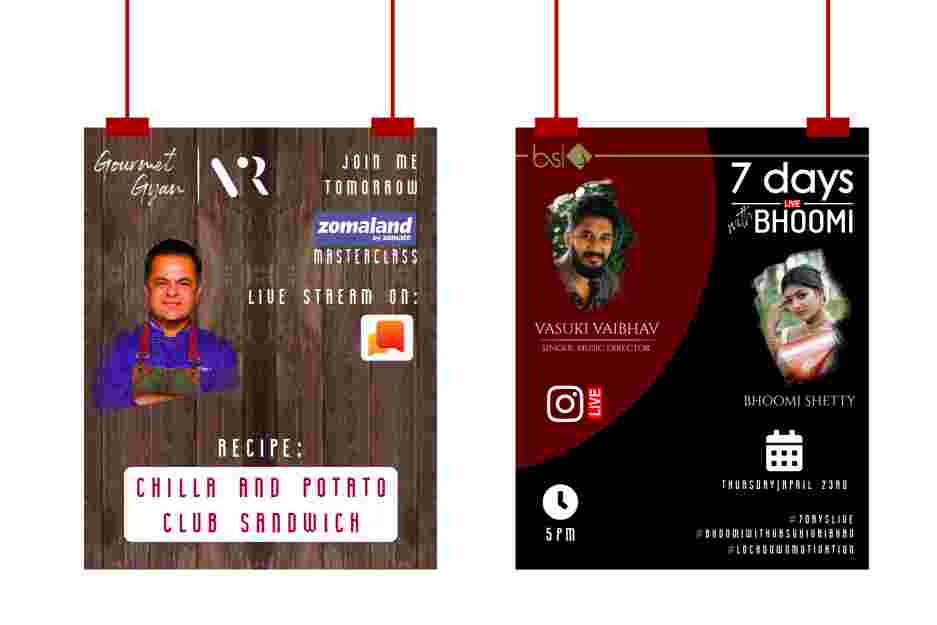 Gourmet
Gyan
VR
JOIN ME
TOMORROW
zomaland
by zomato
MASTERCLASS
LIVE STREAM ON:
RECIPE:
CHILLA AND POTATO
CLUB SANDWICH
bsl
7 days
LIVE
with BHOOMI
VASUKI VAIBHAV
SINGER, MUSIC DIRECTOR
LIVE
BHOOMI SHETTY
THURSDAY|APRIL 23RD
5 PM
#7DAYSLIVE
#BHOOMIWITHVASUKIVAIBHAV
#LOCKDOWNMOTIVATION